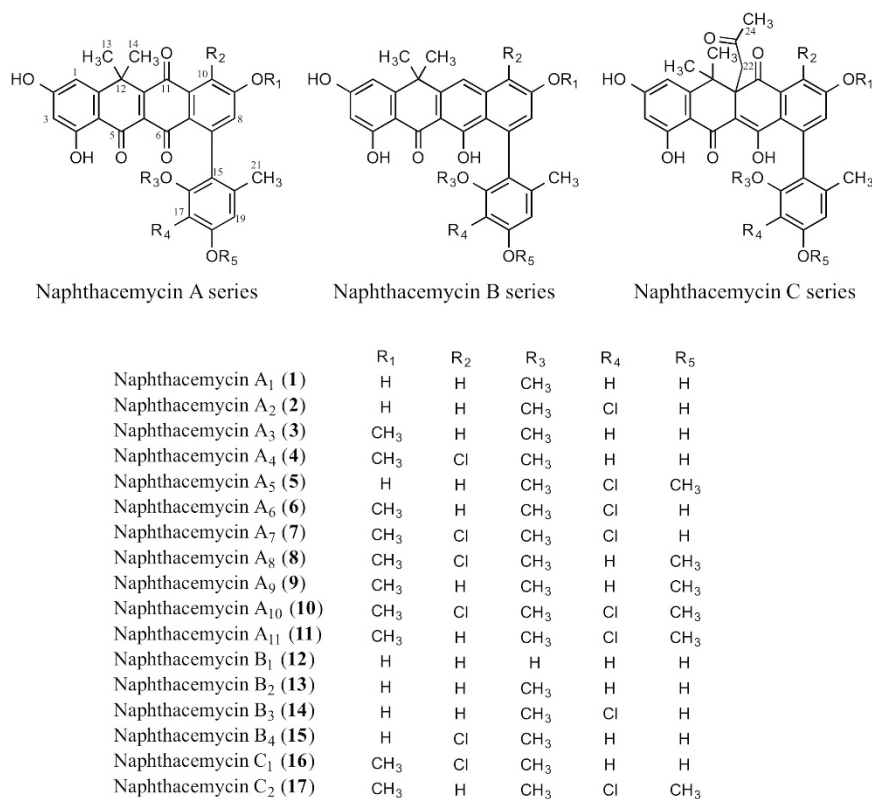 13 14 O R₂
CH₃ CH₃
HO 1 12 11 10 OR₁
3 5 6 8
OH O O
15 21 CH₃
R₃O
17 19
R₄
OR₅
Naphthacemycin A series
CH₃ CH₃ R₂
HO OR₁
OH O OH
R₃O CH₃
R₄
OR₅
Naphthacemycin B series
CH₃
O 24
CH₃ CH₃ 22 O R₂
HO OR₁
OH O OH
R₃O CH₃
R₄
OR₅
Naphthacemycin C series
R₁ R₂ R₃ R₄ R₅
Naphthacemycin A₁ (1) H H CH₃ H H
Naphthacemycin A₂ (2) H H CH₃ Cl H
Naphthacemycin A₃ (3) CH₃ H CH₃ H H
Naphthacemycin A₄ (4) CH₃ Cl CH₃ H H
Naphthacemycin A₅ (5) H H CH₃ Cl CH₃
Naphthacemycin A₆ (6) CH₃ H CH₃ Cl H
Naphthacemycin A₇ (7) CH₃ Cl CH₃ Cl H
Naphthacemycin A₈ (8) CH₃ Cl CH₃ H CH₃
Naphthacemycin A₉ (9) CH₃ H CH₃ H CH₃
Naphthacemycin A₁₀ (10) CH₃ Cl CH₃ Cl CH₃
Naphthacemycin A₁₁ (11) CH₃ H CH₃ Cl CH₃
Naphthacemycin B₁ (12) H H H H H
Naphthacemycin B₂ (13) H H CH₃ H H
Naphthacemycin B₃ (14) H H CH₃ Cl H
Naphthacemycin B₄ (15) H Cl CH₃ H H
Naphthacemycin C₁ (16) CH₃ Cl CH₃ H H
Naphthacemycin C₂ (17) CH₃ H CH₃ Cl CH₃